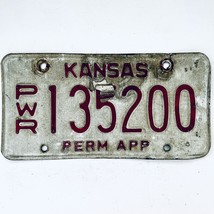 KANSAS
PWR 135200
PERM APP